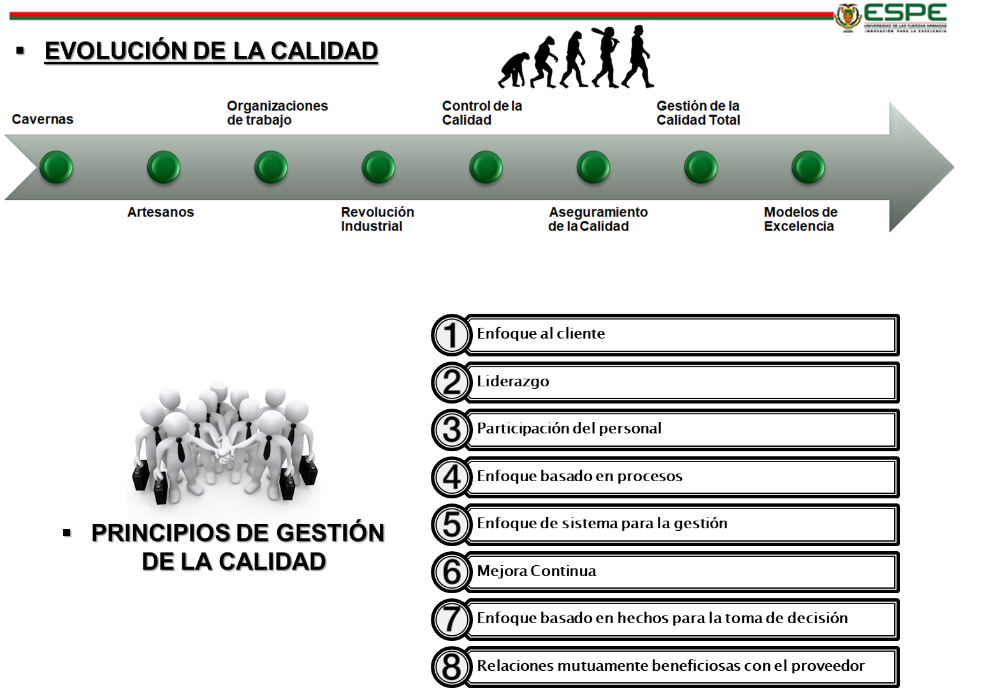 ESPE
UNIVERSIDAD DE LAS FUERZAS ARMADAS
INNOVACIÓN PARA LA EXCELENCIA
▪ EVOLUCIÓN DE LA CALIDAD
Cavernas
Artesanos
Organizaciones
de trabajo
Revolución
Industrial
Control de la
Calidad
Aseguramiento
de la Calidad
Gestión de la
Calidad Total
Modelos de
Excelencia
▪ PRINCIPIOS DE GESTIÓN
DE LA CALIDAD
1 Enfoque al cliente
2 Liderazgo
3 Participación del personal
4 Enfoque basado en procesos
5 Enfoque de sistema para la gestión
6 Mejora Continua
7 Enfoque basado en hechos para la toma de decisión
8 Relaciones mutuamente beneficiosas con el proveedor